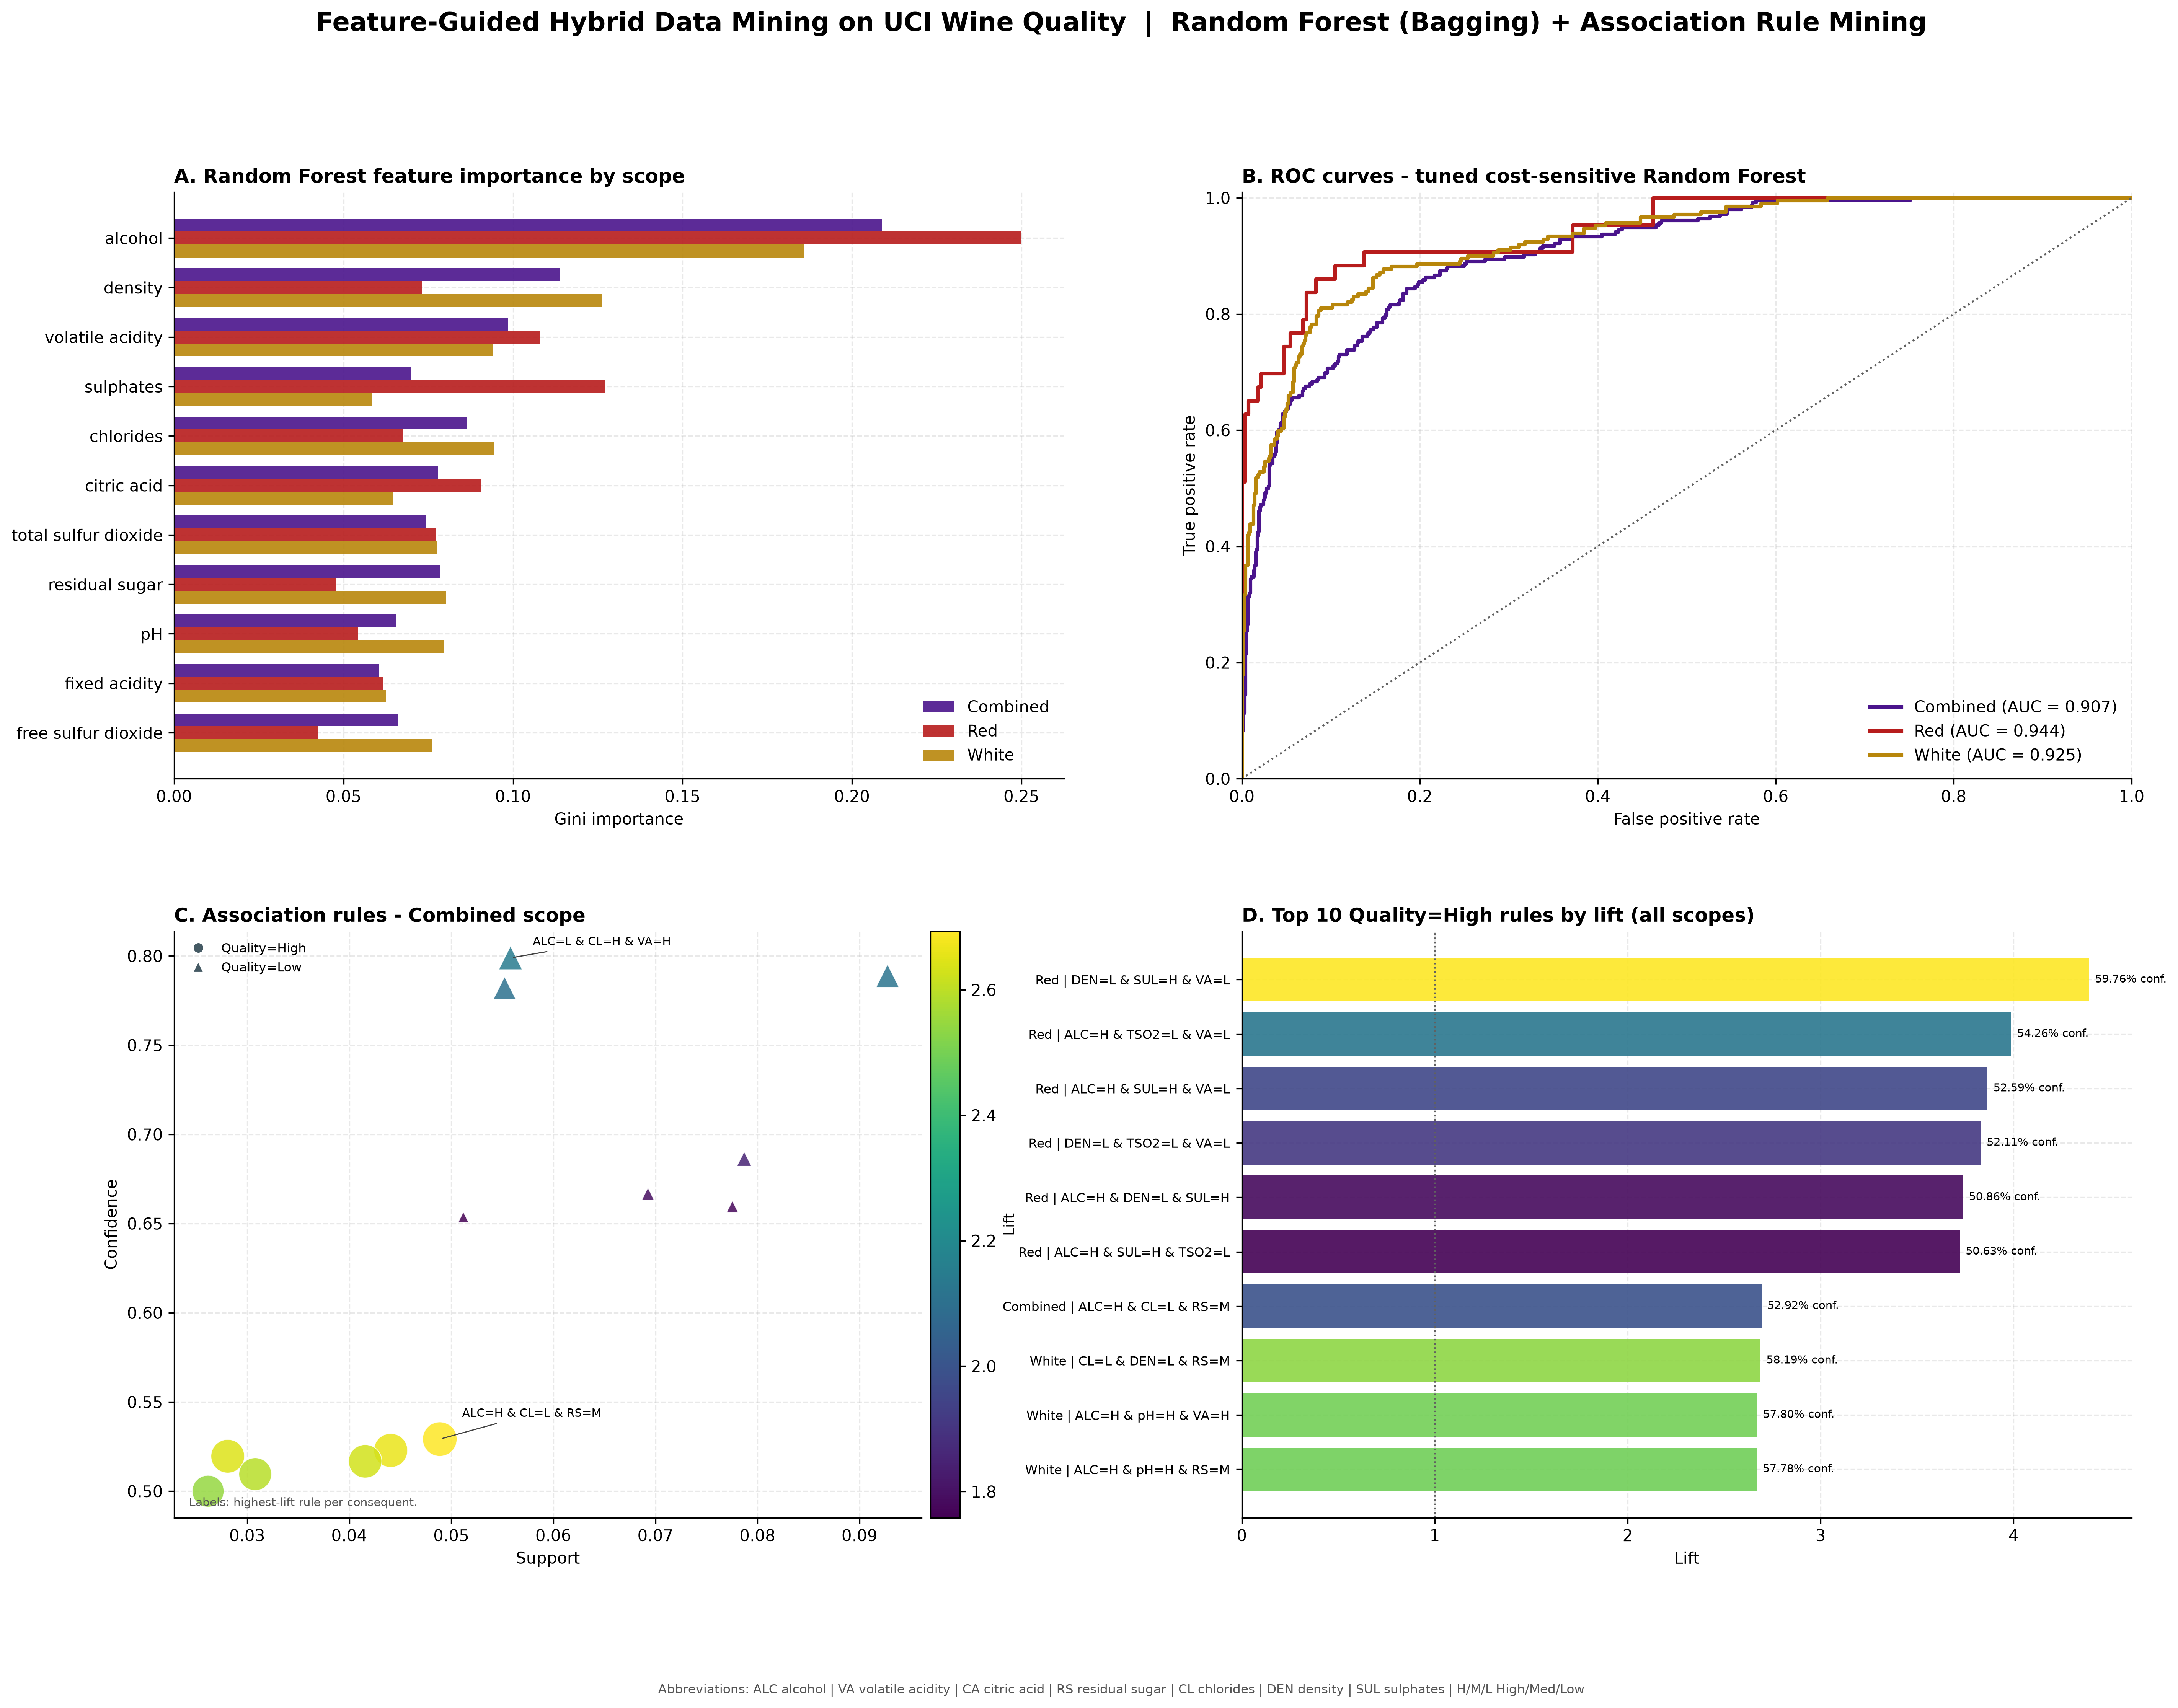 Feature-Guided Hybrid Data Mining on UCI Wine Quality | Random Forest (Bagging) + Association Rule Mining
A. Random Forest feature importance by scope
alcohol
density
volatile acidity
sulphates
chlorides
citric acid
total sulfur dioxide
residual sugar
pH
fixed acidity
free sulfur dioxide
Combined
Red
White
0.00 0.05 0.10 0.15 0.20 0.25
Gini importance
B. ROC curves - tuned cost-sensitive Random Forest
True positive rate
1.0
0.8
0.6
0.4
0.2
0.0
Combined (AUC = 0.907)
Red (AUC = 0.944)
White (AUC = 0.925)
0.0 0.2 0.4 0.6 0.8 1.0
False positive rate
C. Association rules - Combined scope
Confidence
0.80
0.75
0.70
0.65
0.60
0.55
0.50
Quality=High
Quality=Low
ALC=L & CL=H & VA=H
ALC=H & CL=L & RS=M
Labels: highest-lift rule per consequent.
0.03 0.04 0.05 0.06 0.07 0.08 0.09
Support
2.6
2.4
2.2
2.0
1.8
Lift
D. Top 10 Quality=High rules by lift (all scopes)
Red | DEN=L & SUL=H & VA=L 59.76% conf.
Red | ALC=H & TSO2=L & VA=L 54.26% conf.
Red | ALC=H & SUL=H & VA=L 52.59% conf.
Red | DEN=L & TSO2=L & VA=L 52.11% conf.
Red | ALC=H & DEN=L & SUL=H 50.86% conf.
Red | ALC=H & SUL=H & TSO2=L 50.63% conf.
Combined | ALC=H & CL=L & RS=M 52.92% conf.
White | CL=L & DEN=L & RS=M 58.19% conf.
White | ALC=H & pH=H & VA=H 57.80% conf.
White | ALC=H & pH=H & RS=M 57.78% conf.
0 1 2 3 4
Lift
Abbreviations: ALC alcohol | VA volatile acidity | CA citric acid | RS residual sugar | CL chlorides | DEN density | SUL sulphates | H/M/L High/Med/Low